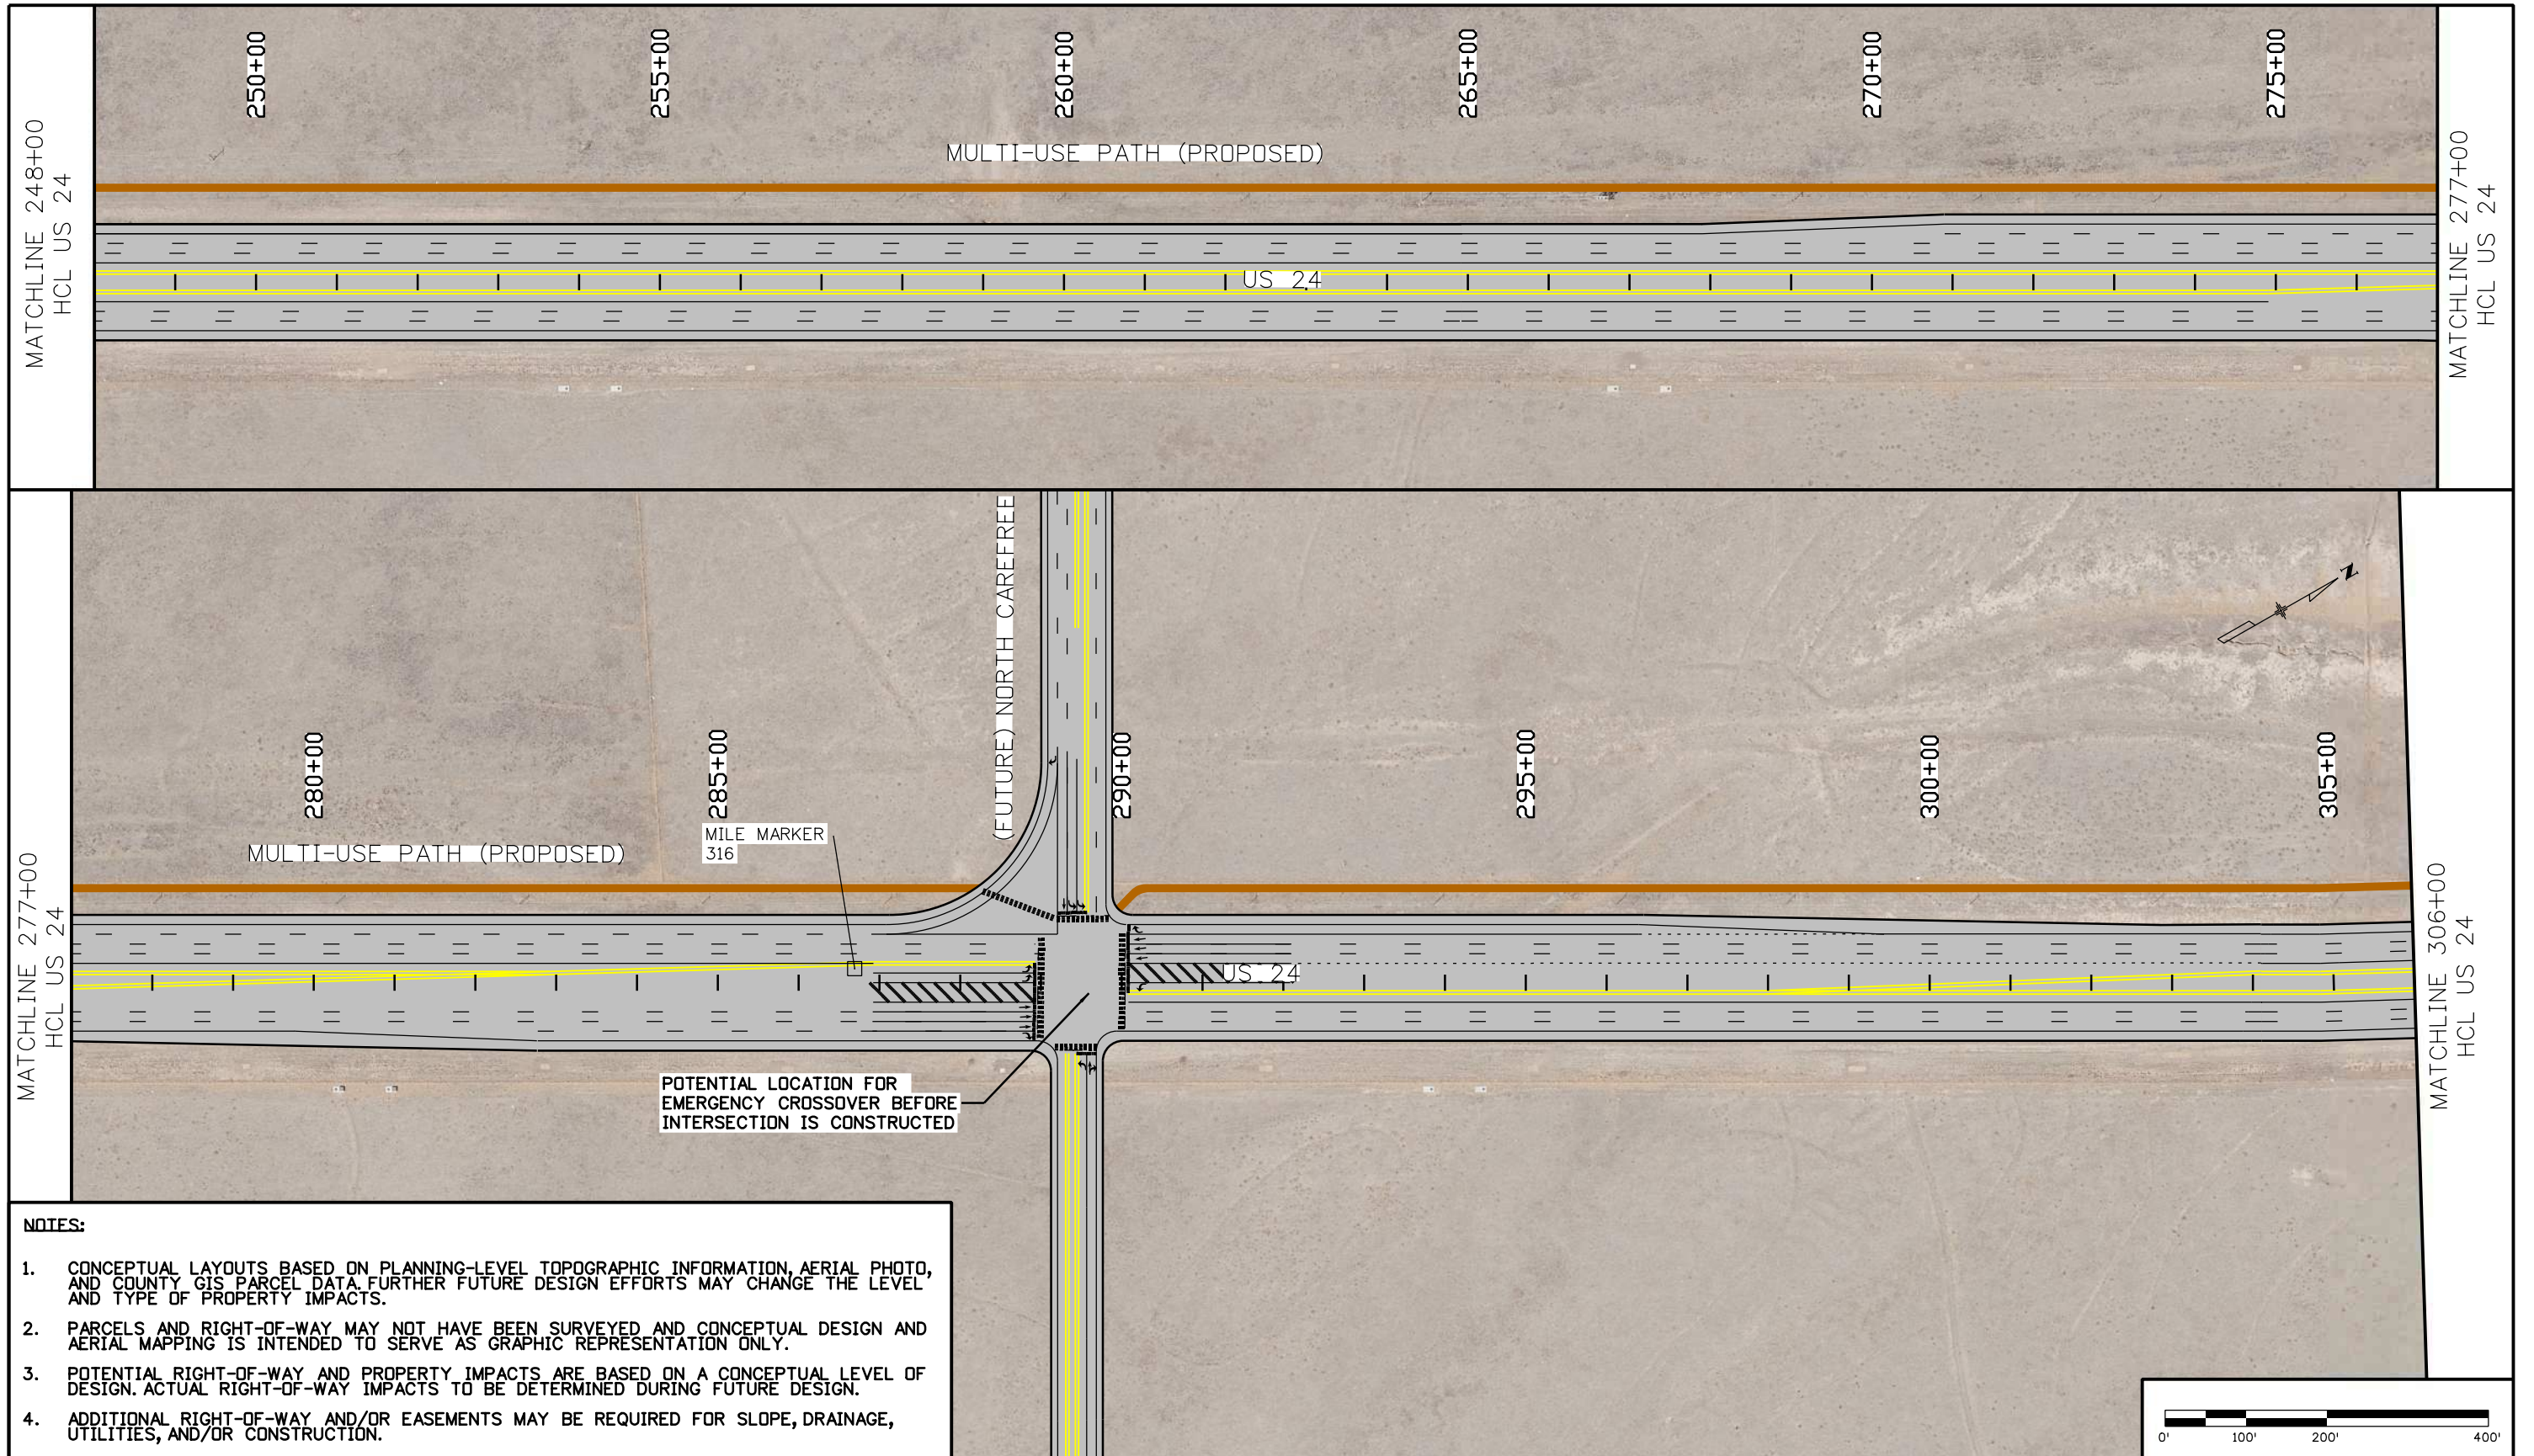 250+00
255+00
260+00
265+00
270+00
275+00
MULTI-USE PATH (PROPOSED)
MATCHLINE 248+00
HCL US 24
US 24
MATCHLINE 277+00
HCL US 24
(FUTURE) NORTH CAREFREE
N
280+00
285+00
290+00
295+00
300+00
305+00
MILE MARKER
316
MULTI-USE PATH (PROPOSED)
MATCHLINE 277+00
HCL US 24
US 24
MATCHLINE 306+00
HCL US 24
POTENTIAL LOCATION FOR
EMERGENCY CROSSOVER BEFORE
INTERSECTION IS CONSTRUCTED
NOTES:
1. CONCEPTUAL LAYOUTS BASED ON PLANNING-LEVEL TOPOGRAPHIC INFORMATION, AERIAL PHOTO,
AND COUNTY GIS PARCEL DATA. FURTHER FUTURE DESIGN EFFORTS MAY CHANGE THE LEVEL
AND TYPE OF PROPERTY IMPACTS.
2. PARCELS AND RIGHT-OF-WAY MAY NOT HAVE BEEN SURVEYED AND CONCEPTUAL DESIGN AND
AERIAL MAPPING IS INTENDED TO SERVE AS GRAPHIC REPRESENTATION ONLY.
3. POTENTIAL RIGHT-OF-WAY AND PROPERTY IMPACTS ARE BASED ON A CONCEPTUAL LEVEL OF
DESIGN. ACTUAL RIGHT-OF-WAY IMPACTS TO BE DETERMINED DURING FUTURE DESIGN.
4. ADDITIONAL RIGHT-OF-WAY AND/OR EASEMENTS MAY BE REQUIRED FOR SLOPE, DRAINAGE,
UTILITIES, AND/OR CONSTRUCTION.
0' 100' 200' 400'